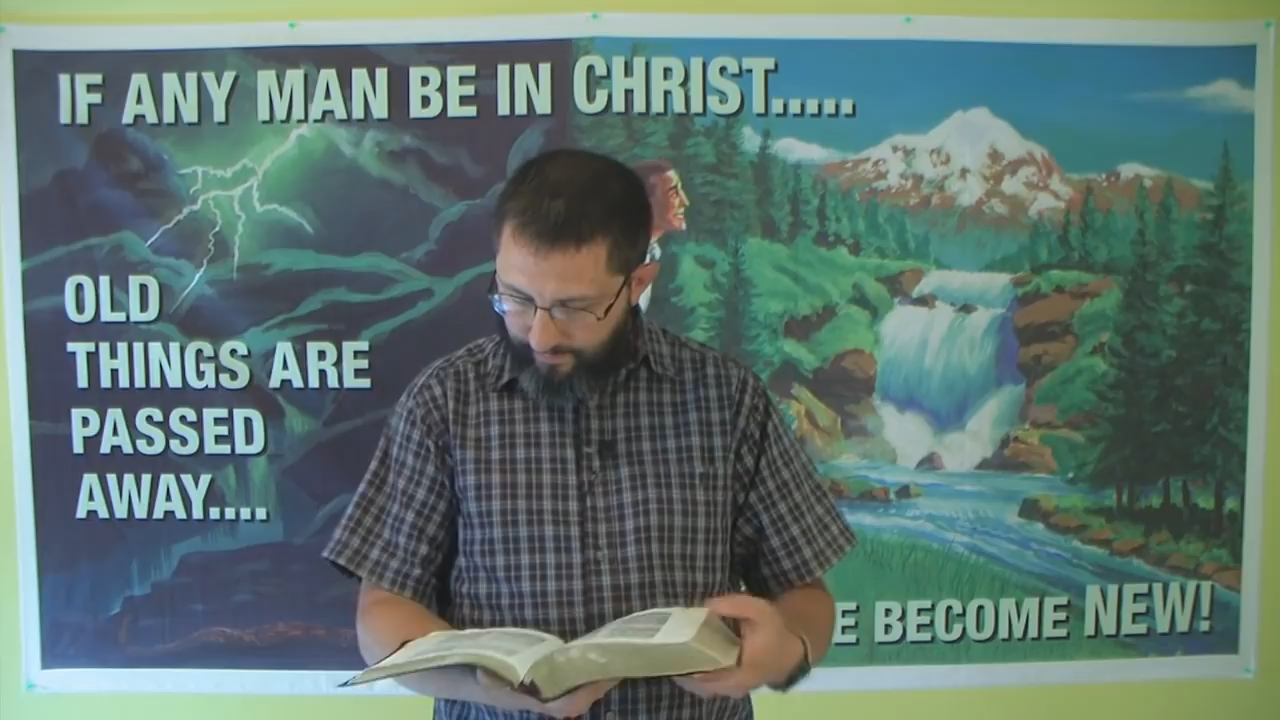 IF ANY MAN BE IN CHRIST.....
OLD
THINGS ARE
PASSED
AWAY....
E BECOME NEW!